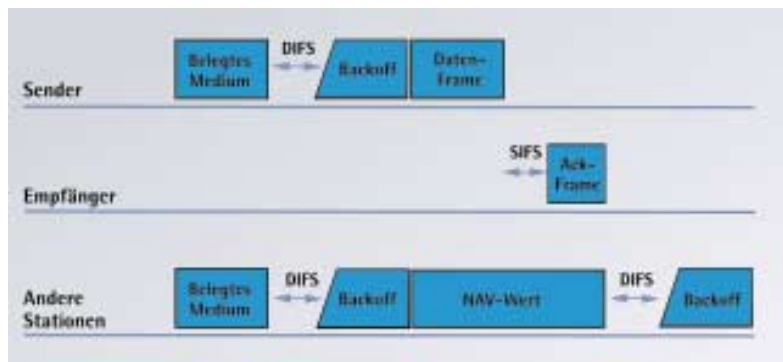 DIFS
Belegtes
Medium
Backoff
Daten-
Frame
Sender
SIFS
Ack-
Frame
Empfänger
DIFS
DIFS
Belegtes
Medium
Backoff
NAV-Wert
Backoff
Andere
Stationen